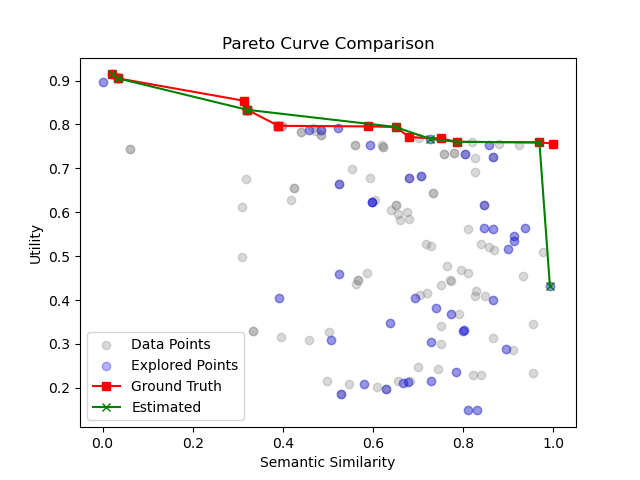 Pareto Curve Comparison
Utility
0.9
0.8
0.7
0.6
0.5
0.4
0.3
0.2
Data Points
Explored Points
Ground Truth
Estimated
0.0 0.2 0.4 0.6 0.8 1.0
Semantic Similarity